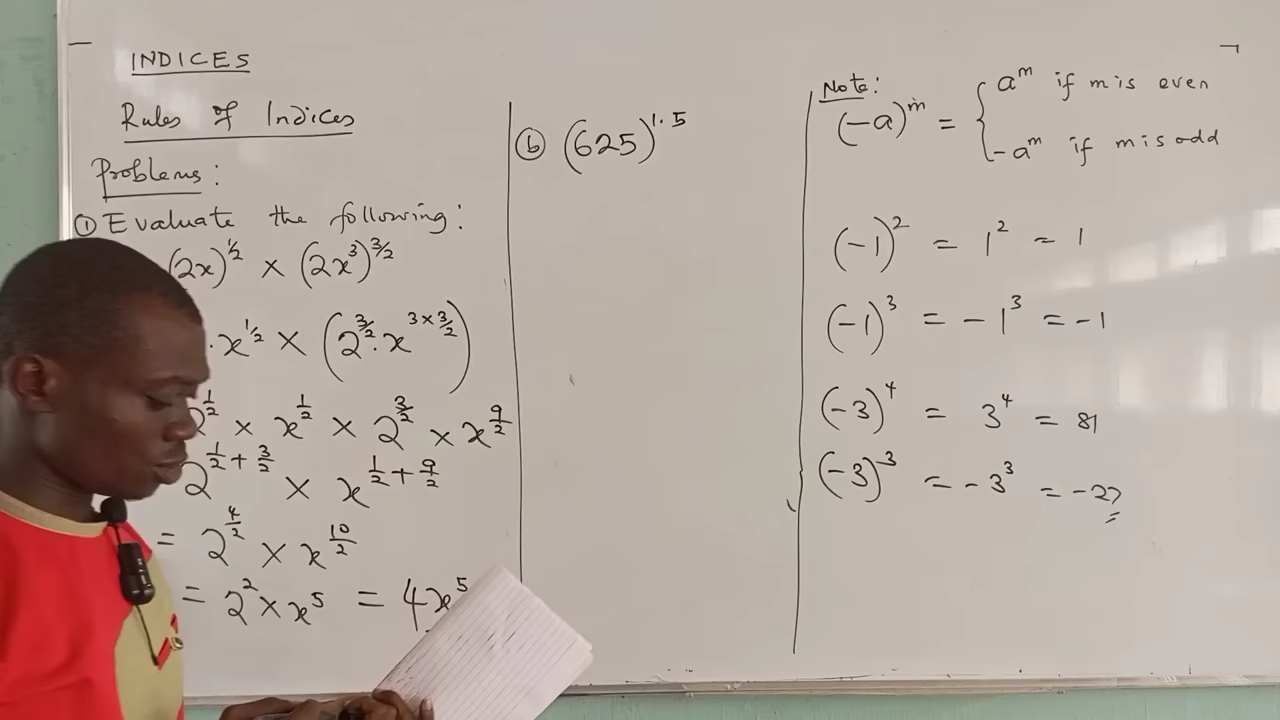 INDICES
Rules of Indices
Problems:
① Evaluate the following:
(2x)^½ × (2x³)^3/2
· x^½ × (2^3/2 · x^3×3/2)
2^1/2 × x^1/2 × 2^3/2 × x^9/2
2^1/2+3/2 × x^1/2+9/2
= 2^4/2 × x^10/2
= 2² × x⁵ = 4x⁵
ⓑ (625)^1.5
Note:
(-a)^m = { a^m if m is even
-a^m if m is odd
(-1)² = 1² = 1
(-1)³ = -1³ = -1
(-3)⁴ = 3⁴ = 81
(-3)³ = -3³ = -27